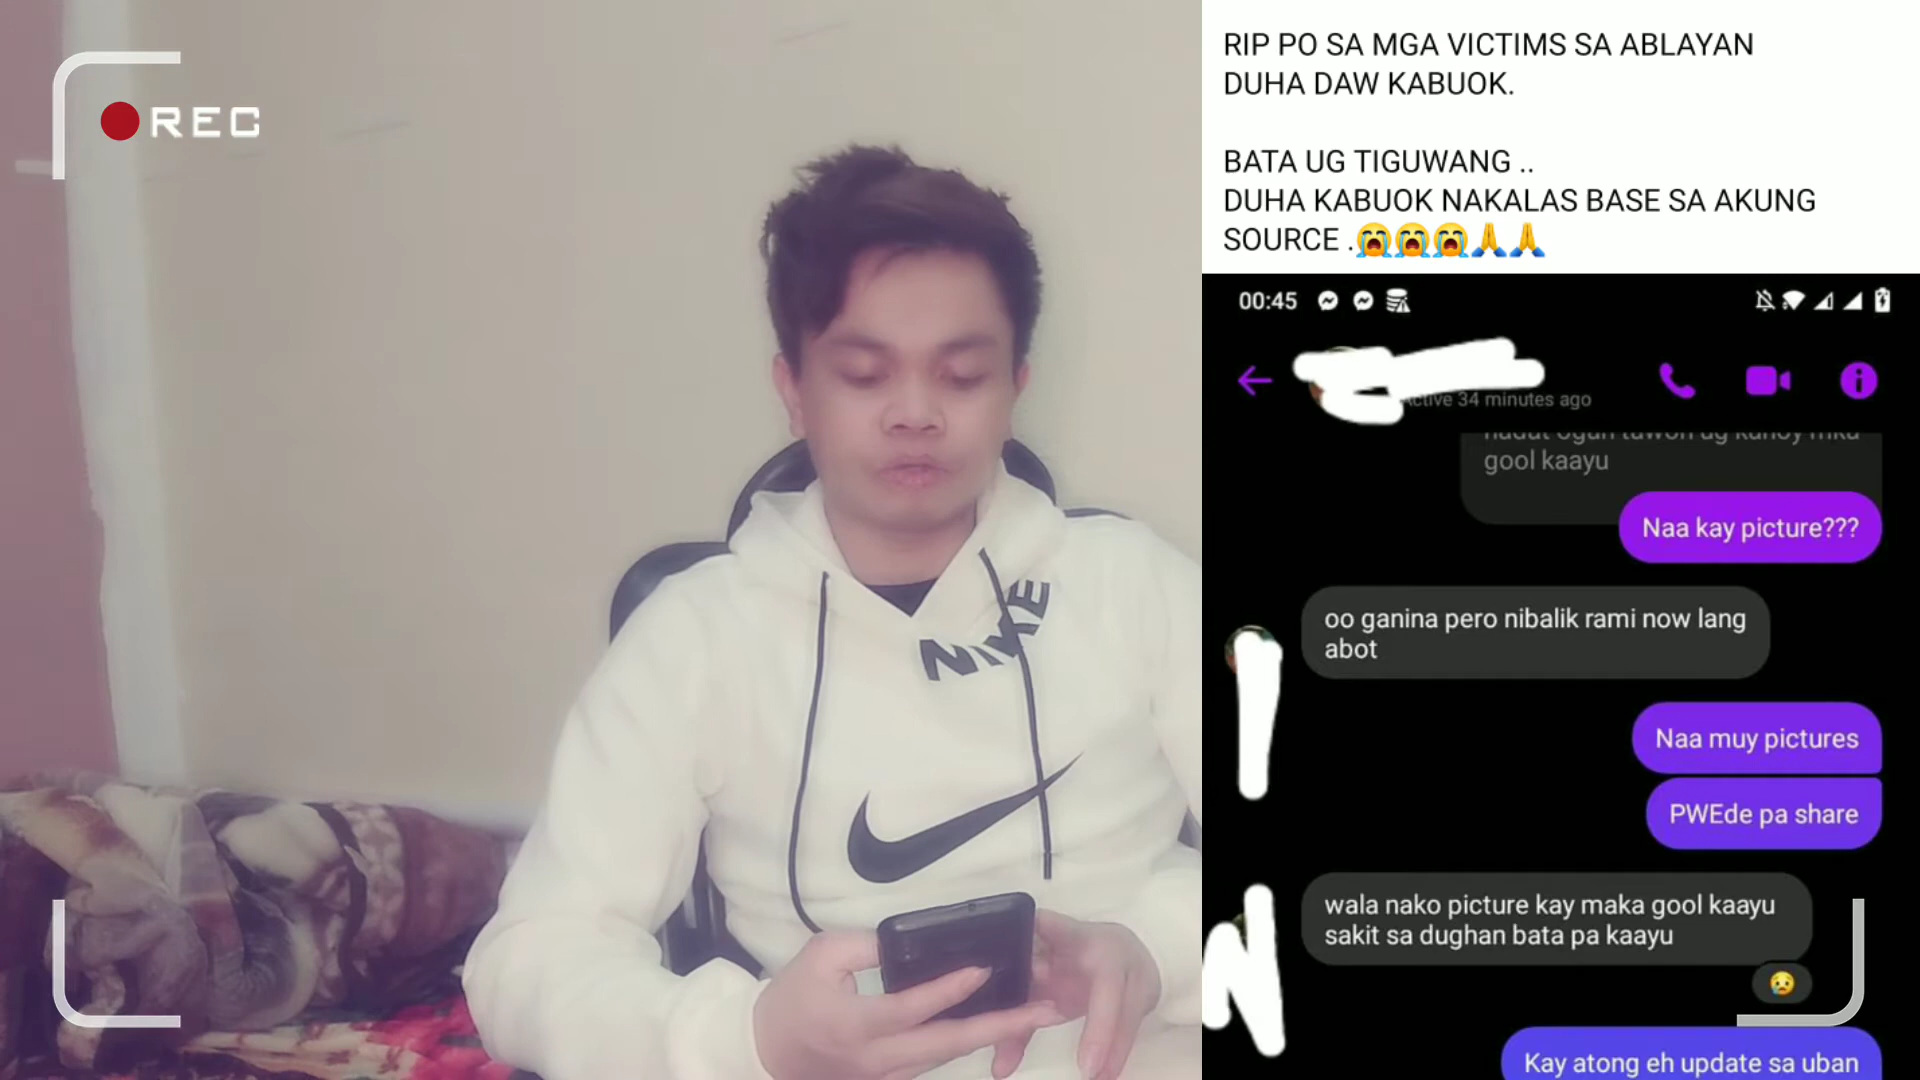 REC
NIKE
RIP PO SA MGA VICTIMS SA ABLAYAN
DUHA DAW KABUOK.
BATA UG TIGUWANG ..
DUHA KABUOK NAKALAS BASE SA AKUNG
SOURCE .😭😭😭🙏🙏
00:45
Active 34 minutes ago
gool kaayu
Naa kay picture???
oo ganina pero nibalik rami now lang
abot
Naa muy pictures
PWEde pa share
wala nako picture kay maka gool kaayu
sakit sa dughan bata pa kaayu
😢
Kay atong eh update sa uban